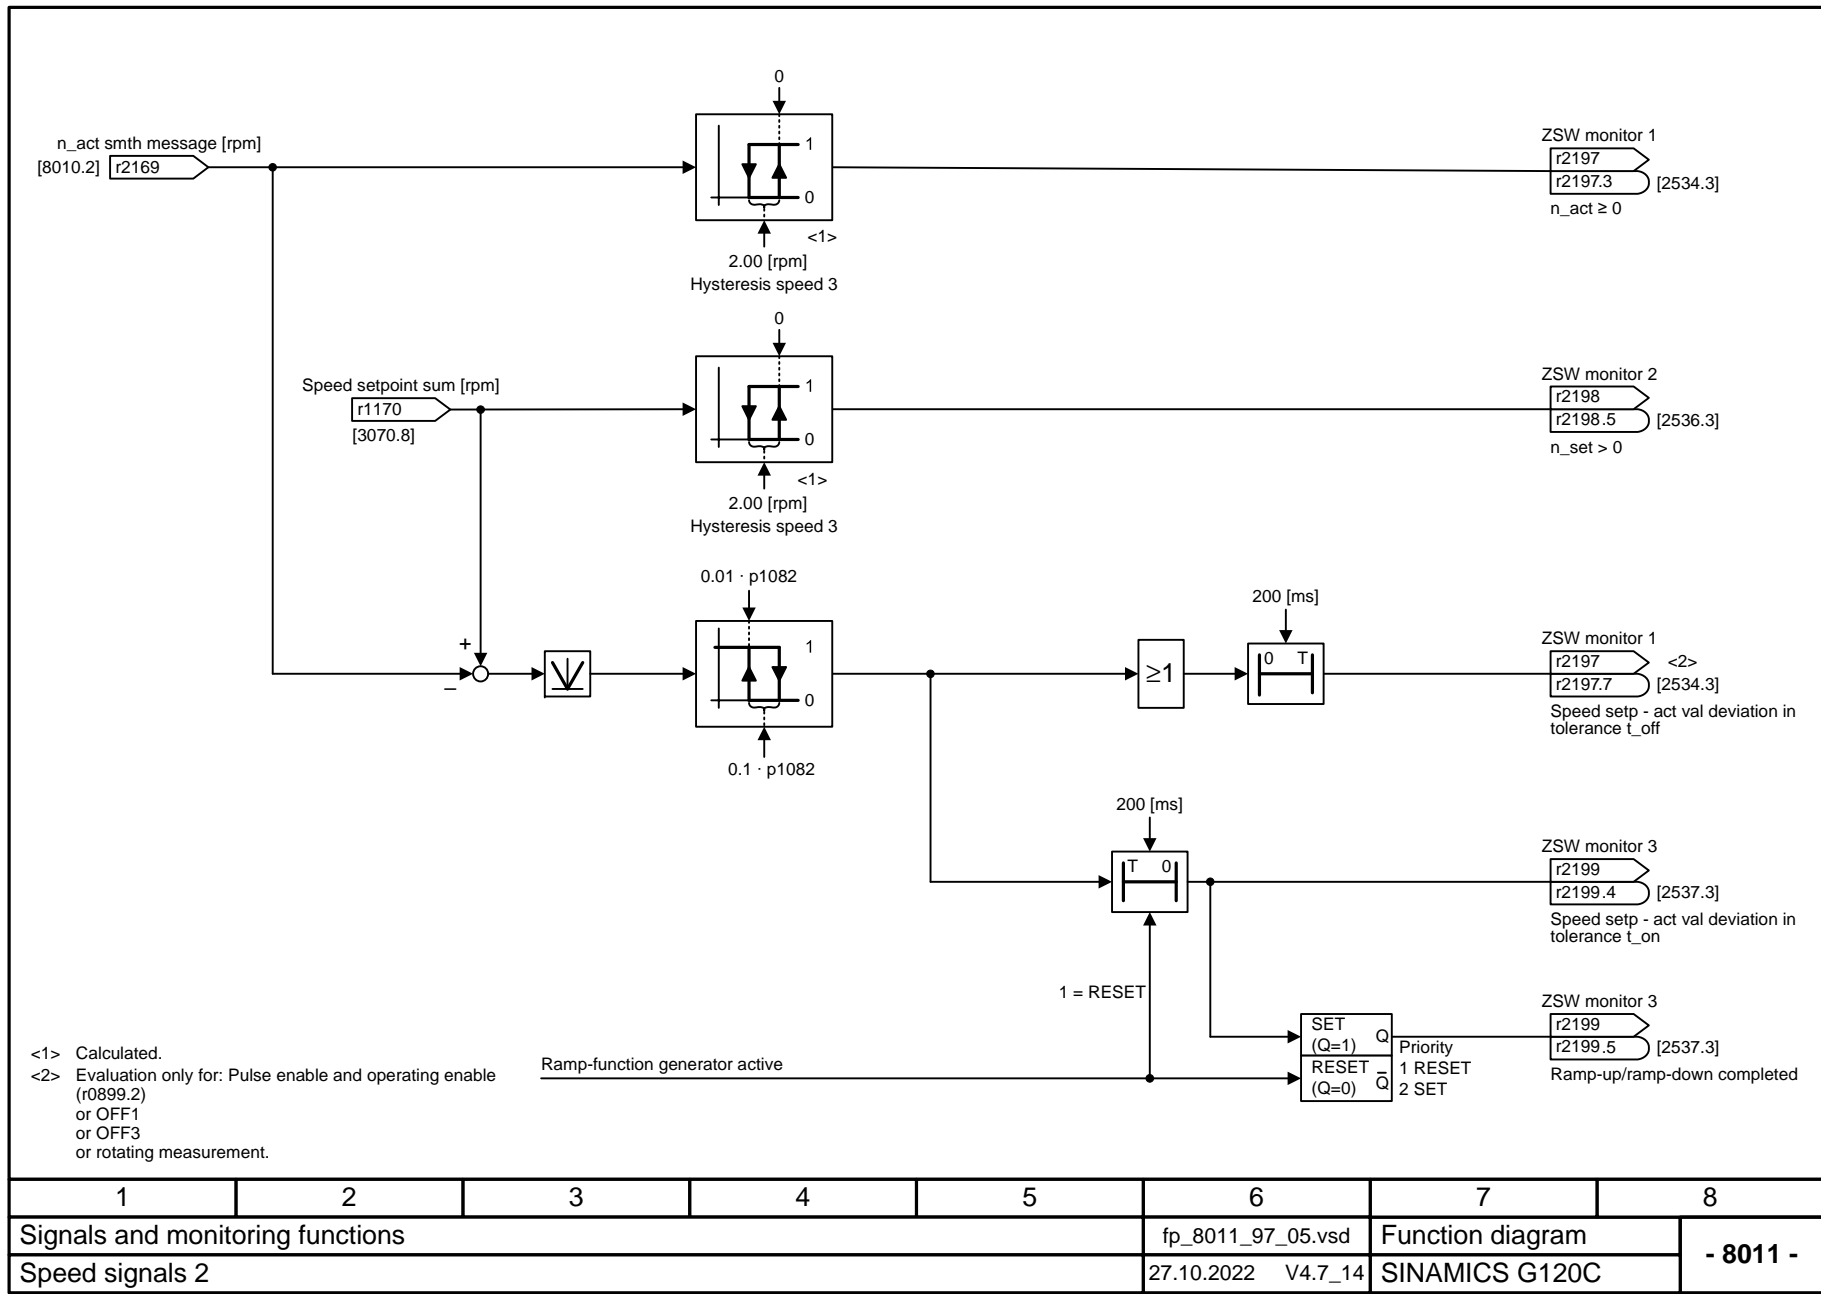 0
n_act smth message [rpm]
[8010.2] r2169
1
0
<1>
2.00 [rpm]
Hysteresis speed 3
ZSW monitor 1
r2197
r2197.3 [2534.3]
n_act ≥ 0
0
Speed setpoint sum [rpm]
r1170
[3070.8]
1
0
<1>
2.00 [rpm]
Hysteresis speed 3
ZSW monitor 2
r2198
r2198.5 [2536.3]
n_set > 0
0.01 · p1082
+
–
1
0
0.1 · p1082
≥1
200 [ms]
0 T
ZSW monitor 1
r2197 <2>
r2197.7 [2534.3]
Speed setp - act val deviation in
tolerance t_off
200 [ms]
T 0
ZSW monitor 3
r2199
r2199.4 [2537.3]
Speed setp - act val deviation in
tolerance t_on
1 = RESET
Ramp-function generator active
SET Q
(Q=1)
RESET Q̅
(Q=0)
Priority
1 RESET
2 SET
ZSW monitor 3
r2199
r2199.5 [2537.3]
Ramp-up/ramp-down completed
<1> Calculated.
<2> Evaluation only for: Pulse enable and operating enable
(r0899.2)
or OFF1
or OFF3
or rotating measurement.
1 2 3 4 5 6 7 8
Signals and monitoring functions fp_8011_97_05.vsd Function diagram
- 8011 -
Speed signals 2 27.10.2022 V4.7_14 SINAMICS G120C